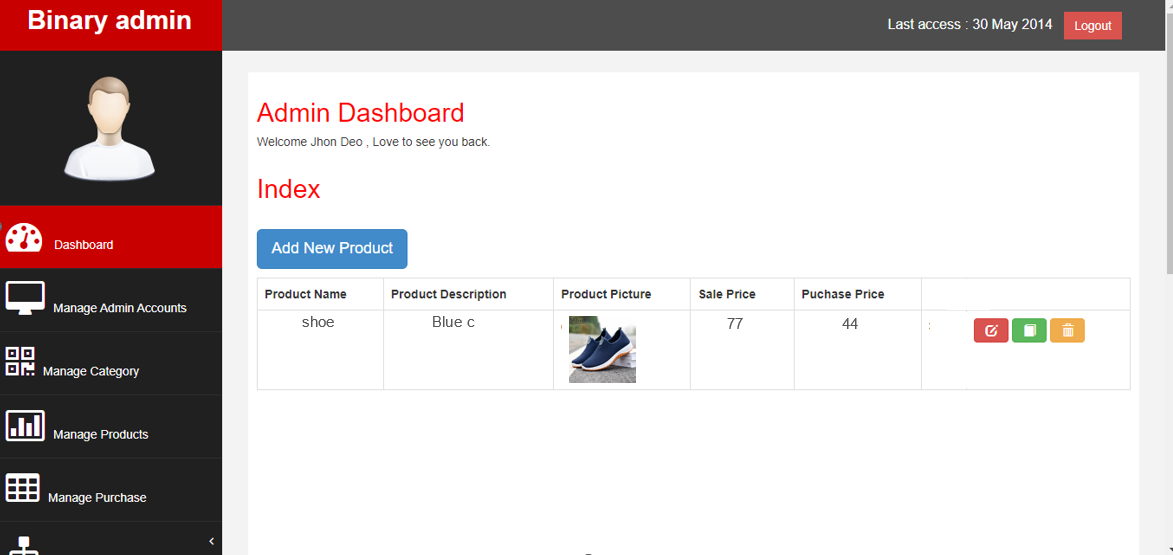 Binary admin
Last access : 30 May 2014 Logout
Admin Dashboard
Welcome Jhon Deo , Love to see you back.
Index
Dashboard
Add New Product
Manage Admin Accounts
Manage Category
Manage Products
Manage Purchase
Product Name Product Description Product Picture Sale Price Puchase Price
shoe Blue c 77 44